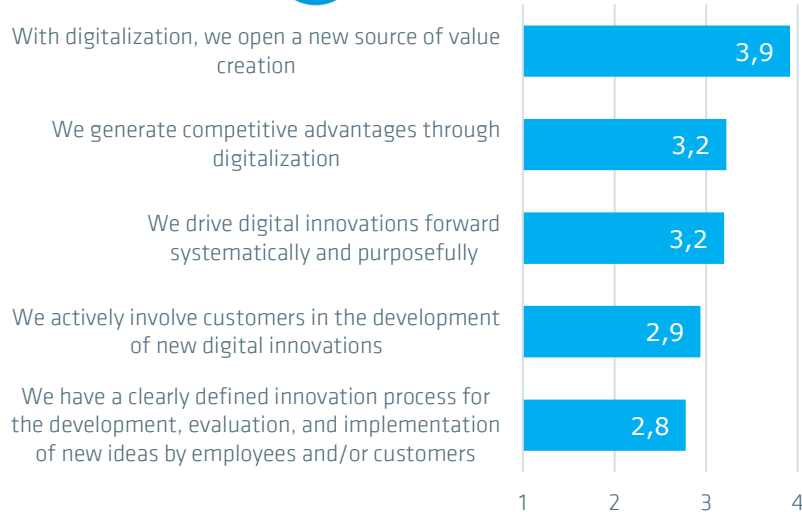 With digitalization, we open a new source of value
creation
3,9
We generate competitive advantages through
digitalization
3,2
We drive digital innovations forward
systematically and purposefully
3,2
We actively involve customers in the development
of new digital innovations
2,9
We have a clearly defined innovation process for
the development, evaluation, and implementation
of new ideas by employees and/or customers
2,8
1 2 3 4